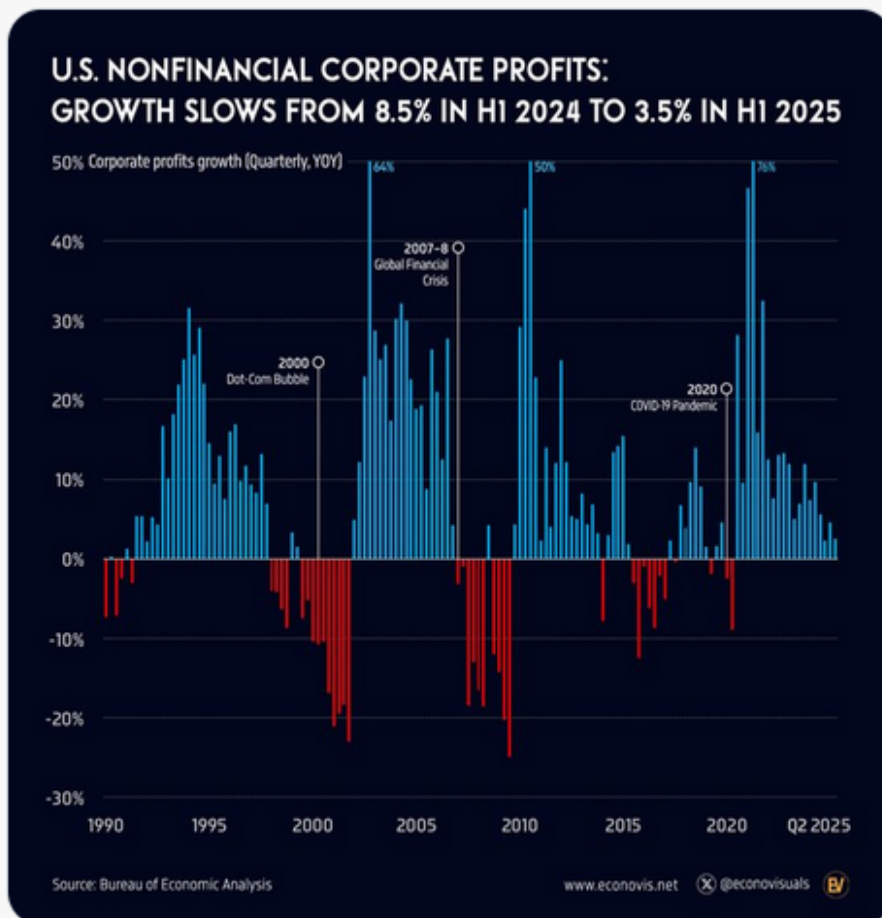 U.S. NONFINANCIAL CORPORATE PROFITS:
GROWTH SLOWS FROM 8.5% IN H1 2024 TO 3.5% IN H1 2025
50% Corporate profits growth (Quarterly, YOY)
64%
50%
76%
40%
2007-8
Global Financial
Crisis
30%
2000
Dot-Com Bubble
2020
COVID-19 Pandemic
20%
10%
0%
-10%
-20%
-30%
1990 1995 2000 2005 2010 2015 2020 Q2 2025
Source: Bureau of Economic Analysis
www.econovis.net X @econovisuals EV